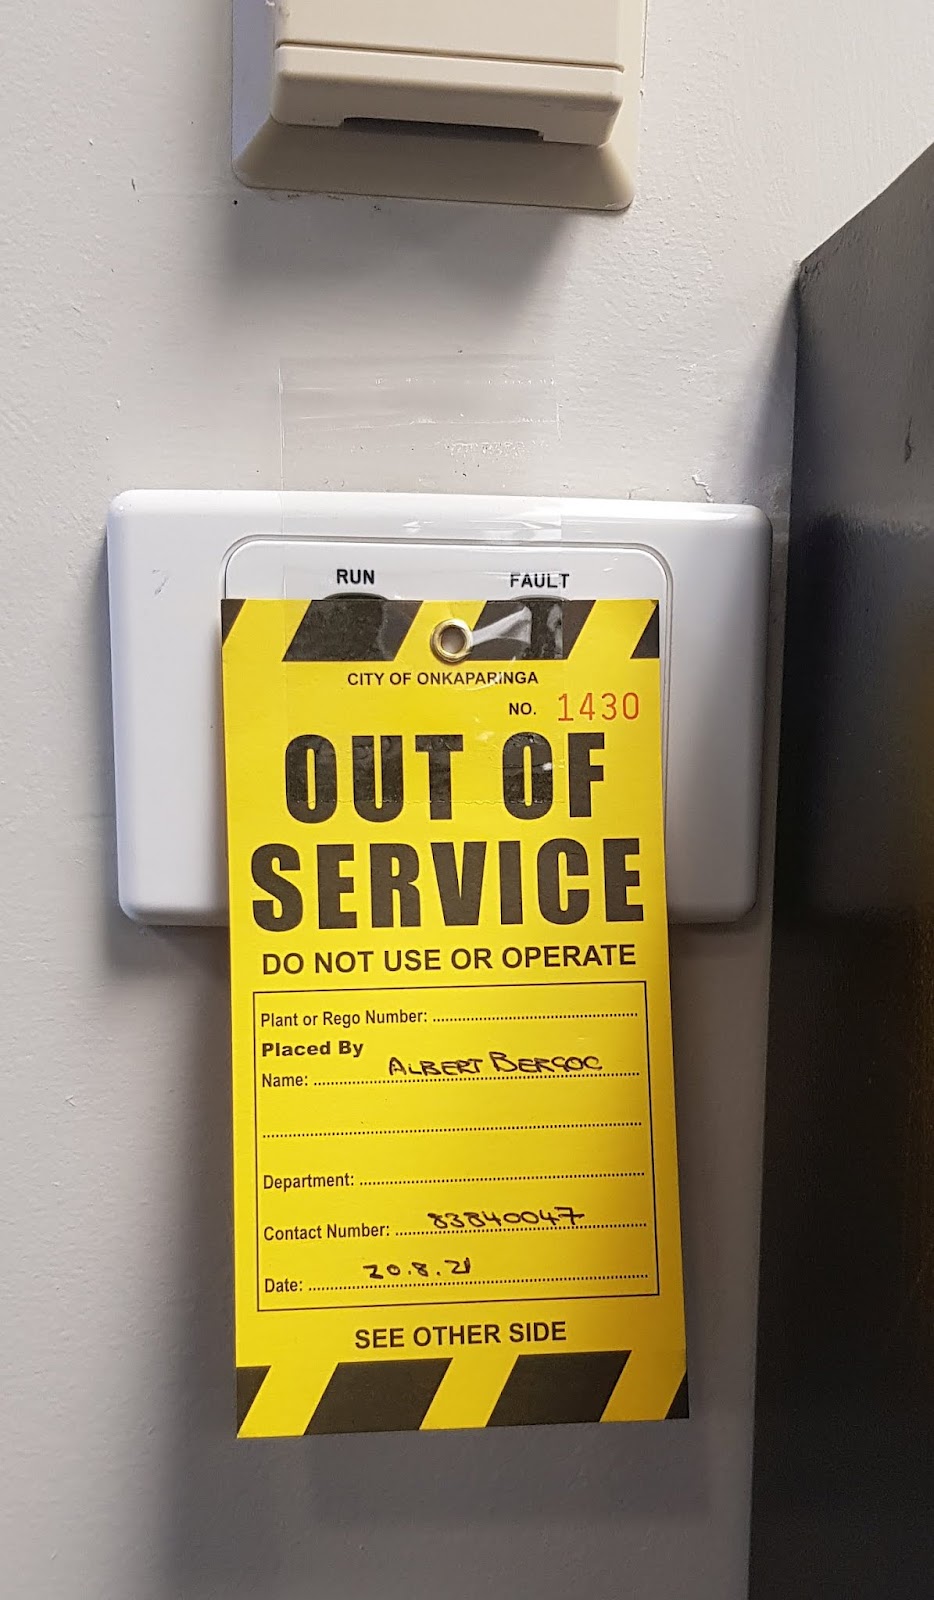 RUN FAULT
CITY OF ONKAPARINGA
NO. 1430
OUT OF
SERVICE
DO NOT USE OR OPERATE
Plant or Rego Number:
Placed By
Name: ALBERT
Department:
Contact Number: 83840047
Date: 20.8.21
SEE OTHER SIDE